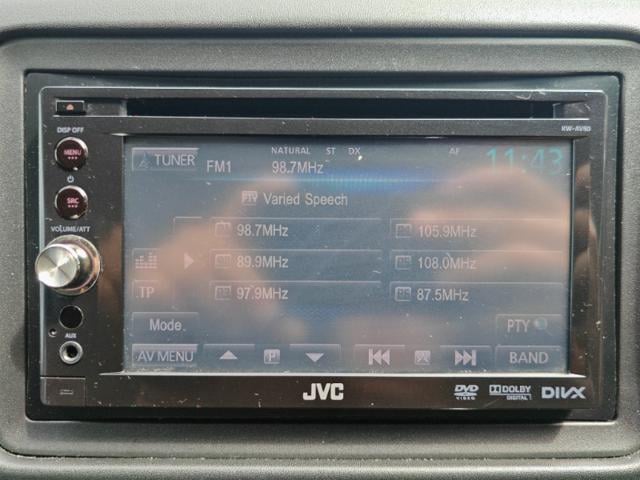 DISP OFF
KW-AV60
MENU
SRC
VOLUME/ATT
AUX
TUNER
FM1
NATURAL ST DX
AF
98.7MHz
11:43
PTY Varied Speech
98.7MHz
105.9MHz
89.9MHz
108.0MHz
97.9MHz
87.5MHz
TP
Mode
PTY
AV MENU
P
BAND
JVC
DVD VIDEO
DOLBY DIGITAL
DIVX